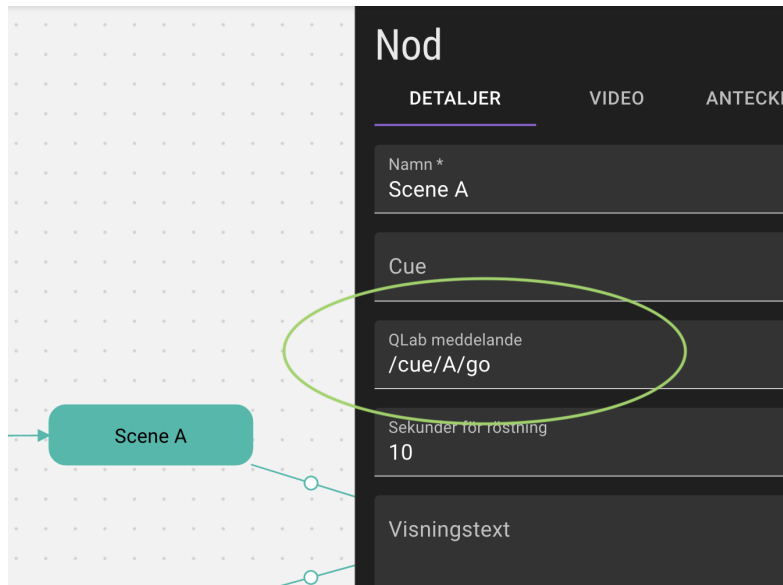 Nod
DETALJER VIDEO
Namn *
Scene A
Cue
QLab meddelande
/cue/A/go
Scene A
Sekunder för röstning
10
Visningstext